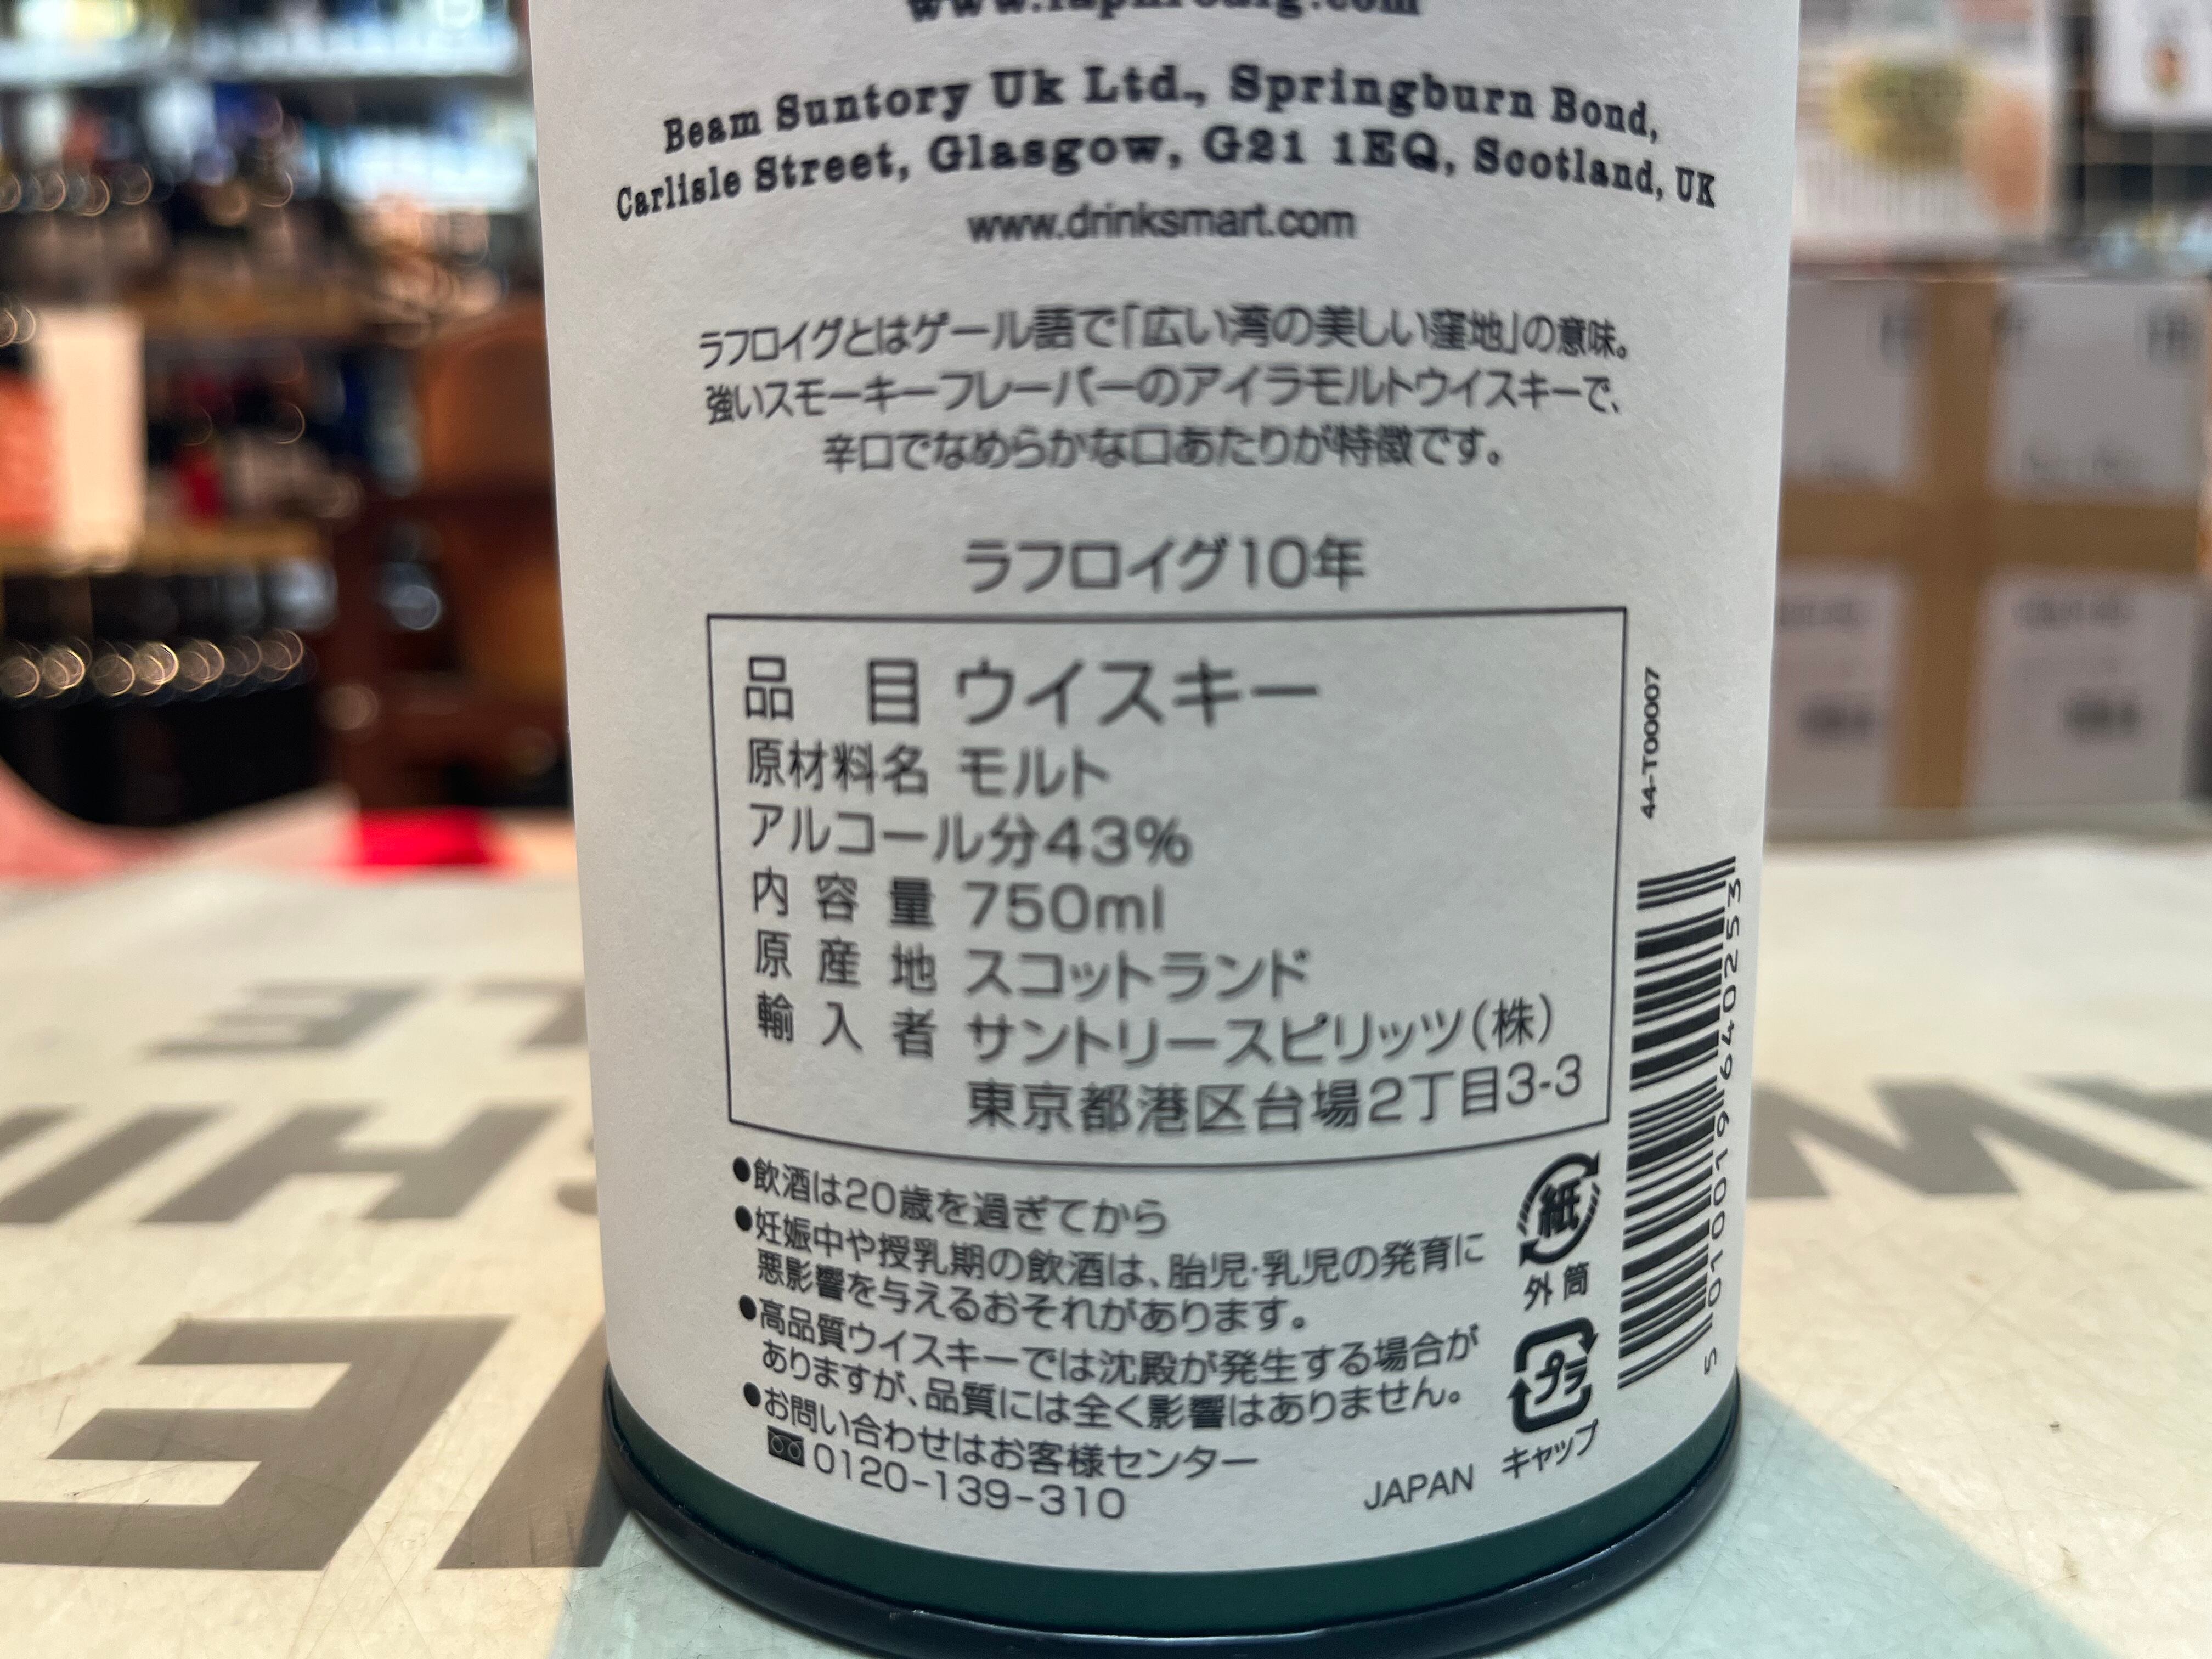 www.laphroaig.com
Beam Suntory Uk Ltd., Springburn Bond,
Carlisle Street, Glasgow, G21 1EQ, Scotland, UK
www.drinksmart.com
ラフロイグとはゲール語で「広い湾の美しい窪地」の意味。
強いスモーキーフレーバーのアイラモルトウイスキーで、
辛口でなめらかな口あたりが特徴です。
ラフロイグ10年
品 目 ウイスキー
原材料名 モルト
アルコール分43%
内容量 750ml
原産地 スコットランド
輸入者 サントリースピリッツ(株)
東京都港区台場2丁目3-3
●飲酒は20歳を過ぎてから
●妊娠中や授乳期の飲酒は、胎児・乳児の発育に
悪影響を与えるおそれがあります。
●高品質ウイスキーでは沈殿が発生する場合が
ありますが、品質には全く影響はありません。
●お問い合わせはお客様センター
0120-139-310
紙
外筒
プラ
キャップ
JAPAN
44-T00007
5 010019 640253